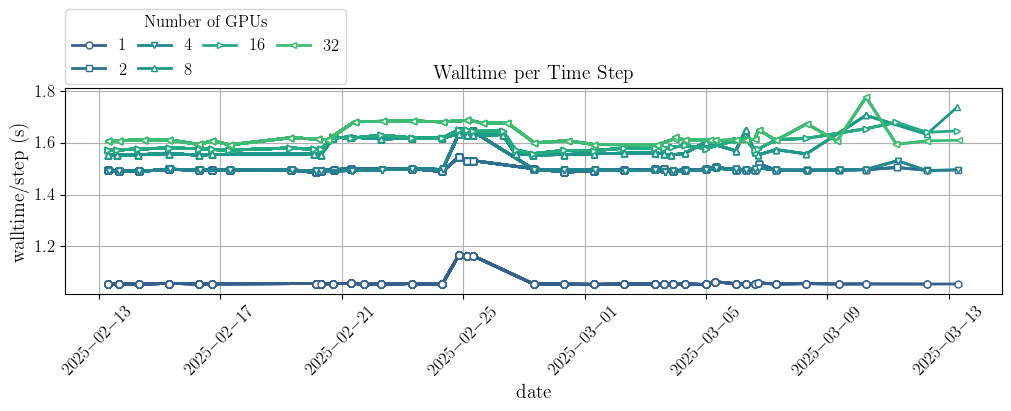 Number of GPUs
1 4 16 32
2 8
Walltime per Time Step
walltime/step (s)
1.8
1.6
1.4
1.2
2025−02−13
2025−02−17
2025−02−21
2025−02−25
2025−03−01
2025−03−05
2025−03−09
2025−03−13
date